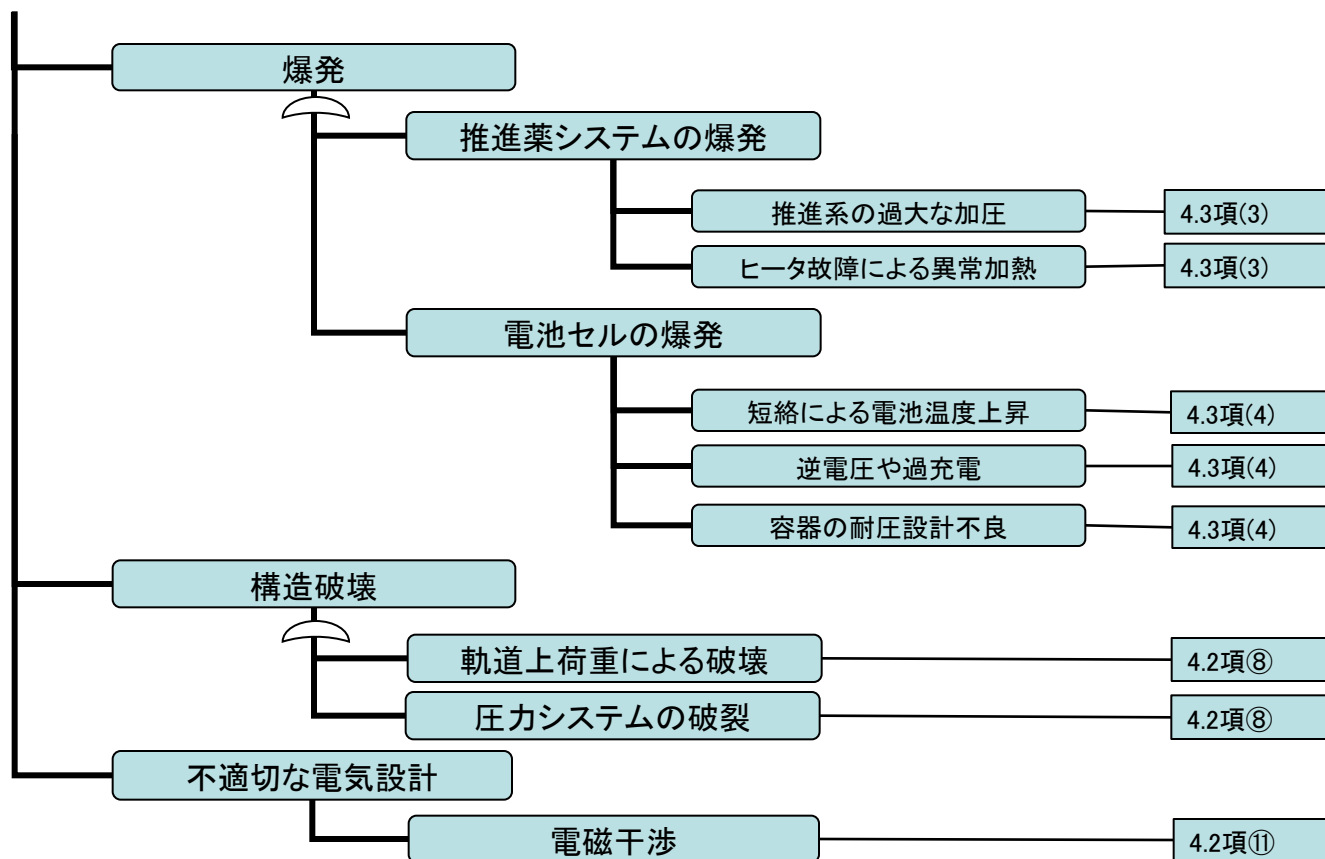 爆発
推進薬システムの爆発
推進系の過大な加圧
4.3項(3)
ヒータ故障による異常加熱
4.3項(3)
電池セルの爆発
短絡による電池温度上昇
4.3項(4)
逆電圧や過充電
4.3項(4)
容器の耐圧設計不良
4.3項(4)
構造破壊
軌道上荷重による破壊
4.2項⑧
圧力システムの破裂
4.2項⑧
不適切な電気設計
電磁干渉
4.2項⑪